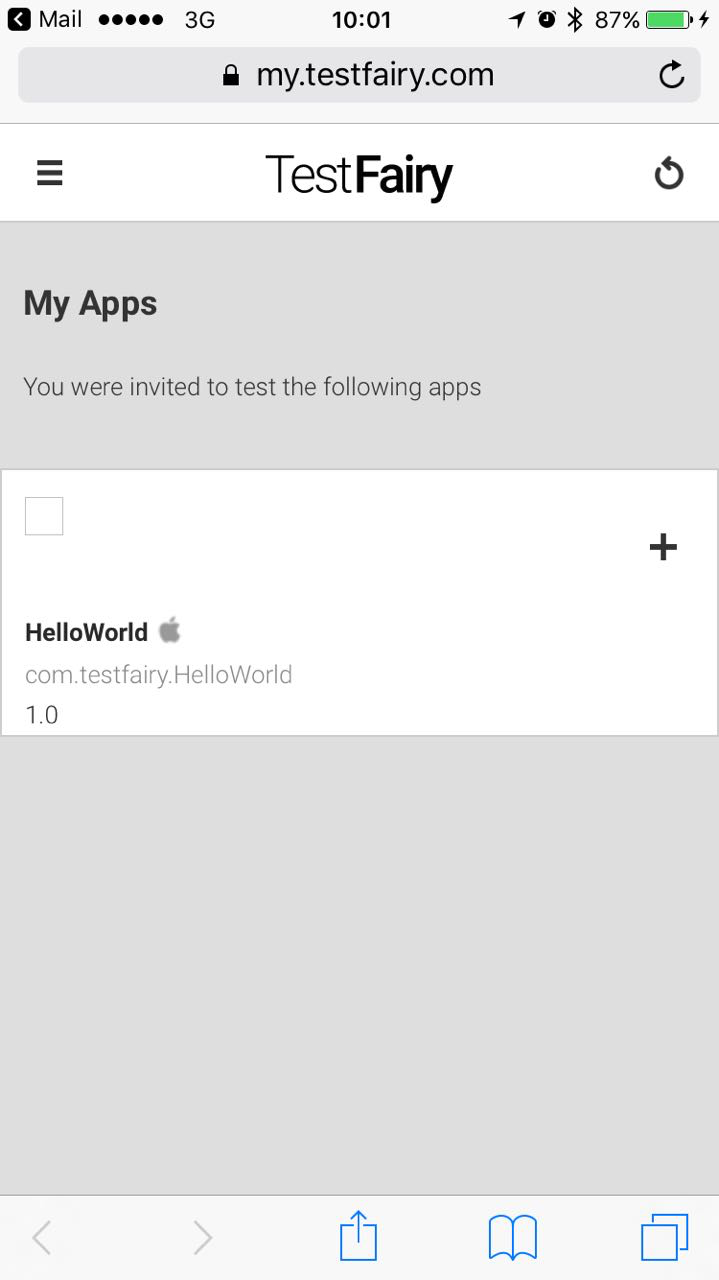 Mail 3G 10:01 87%
my.testfairy.com
TestFairy
My Apps
You were invited to test the following apps
HelloWorld
com.testfairy.HelloWorld
1.0